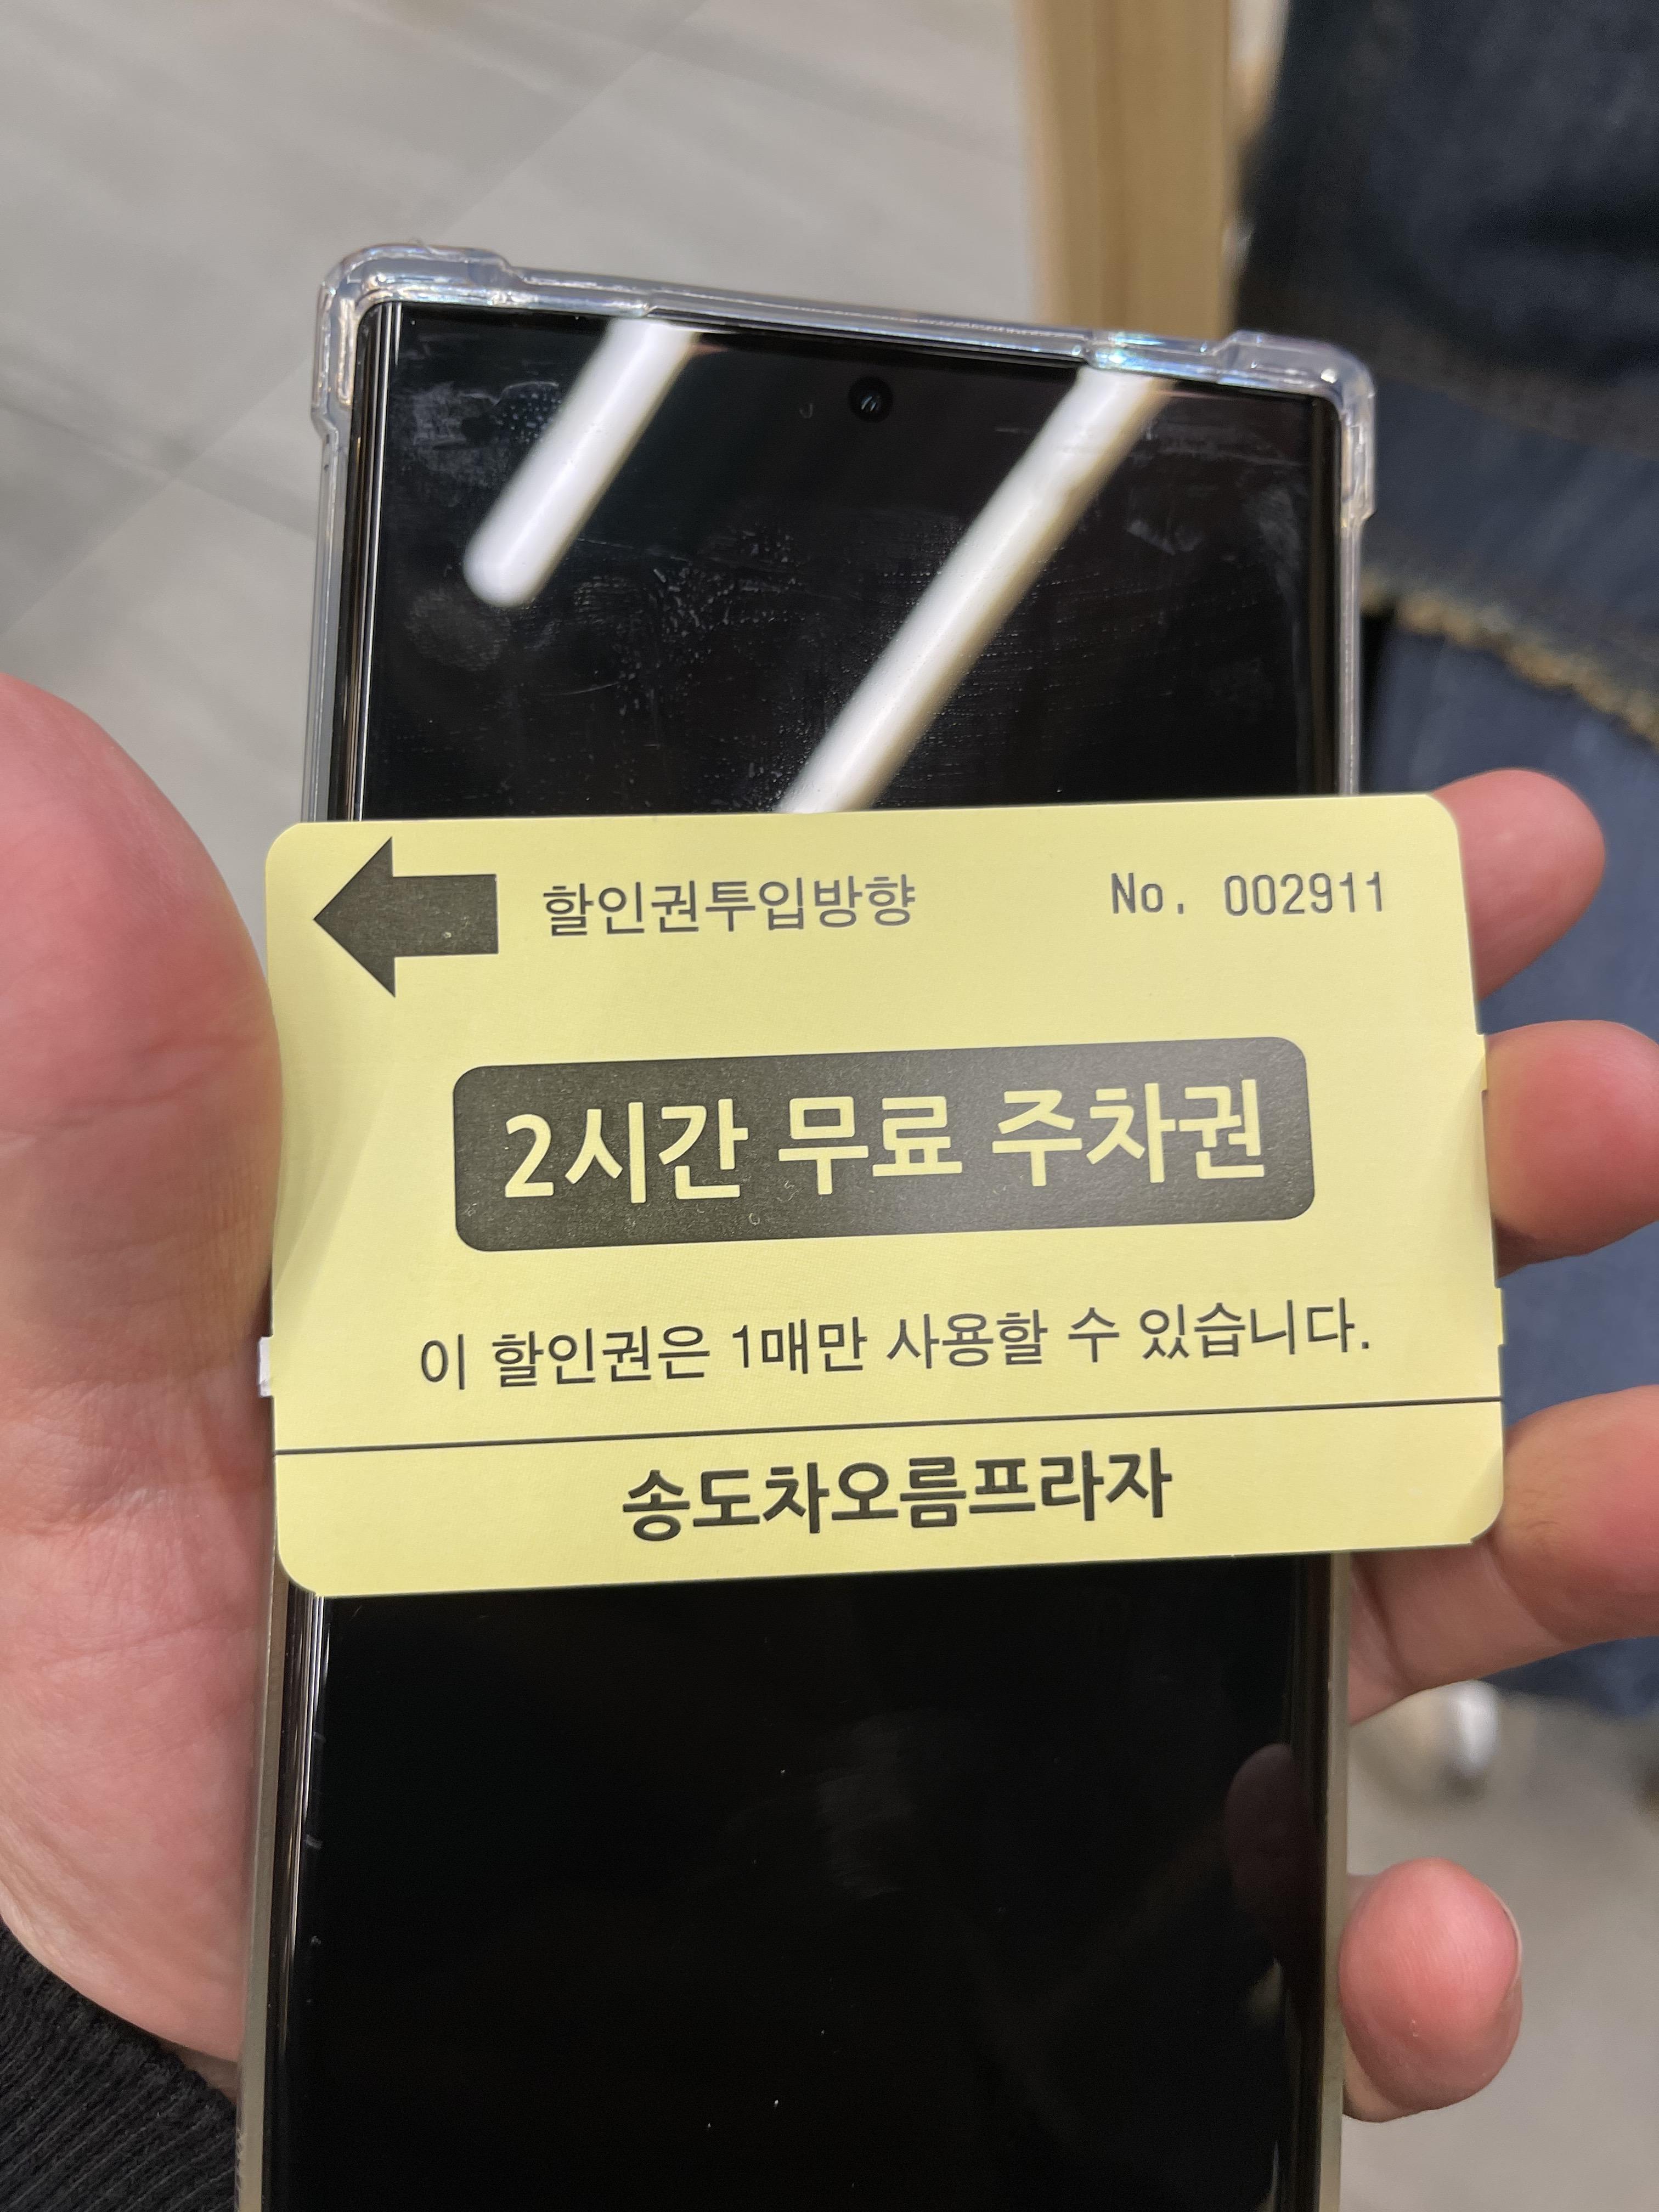 할인권투입방향 No. 002911
2시간 무료 주차권
이 할인권은 1매만 사용할 수 있습니다.
송도차오름프라자